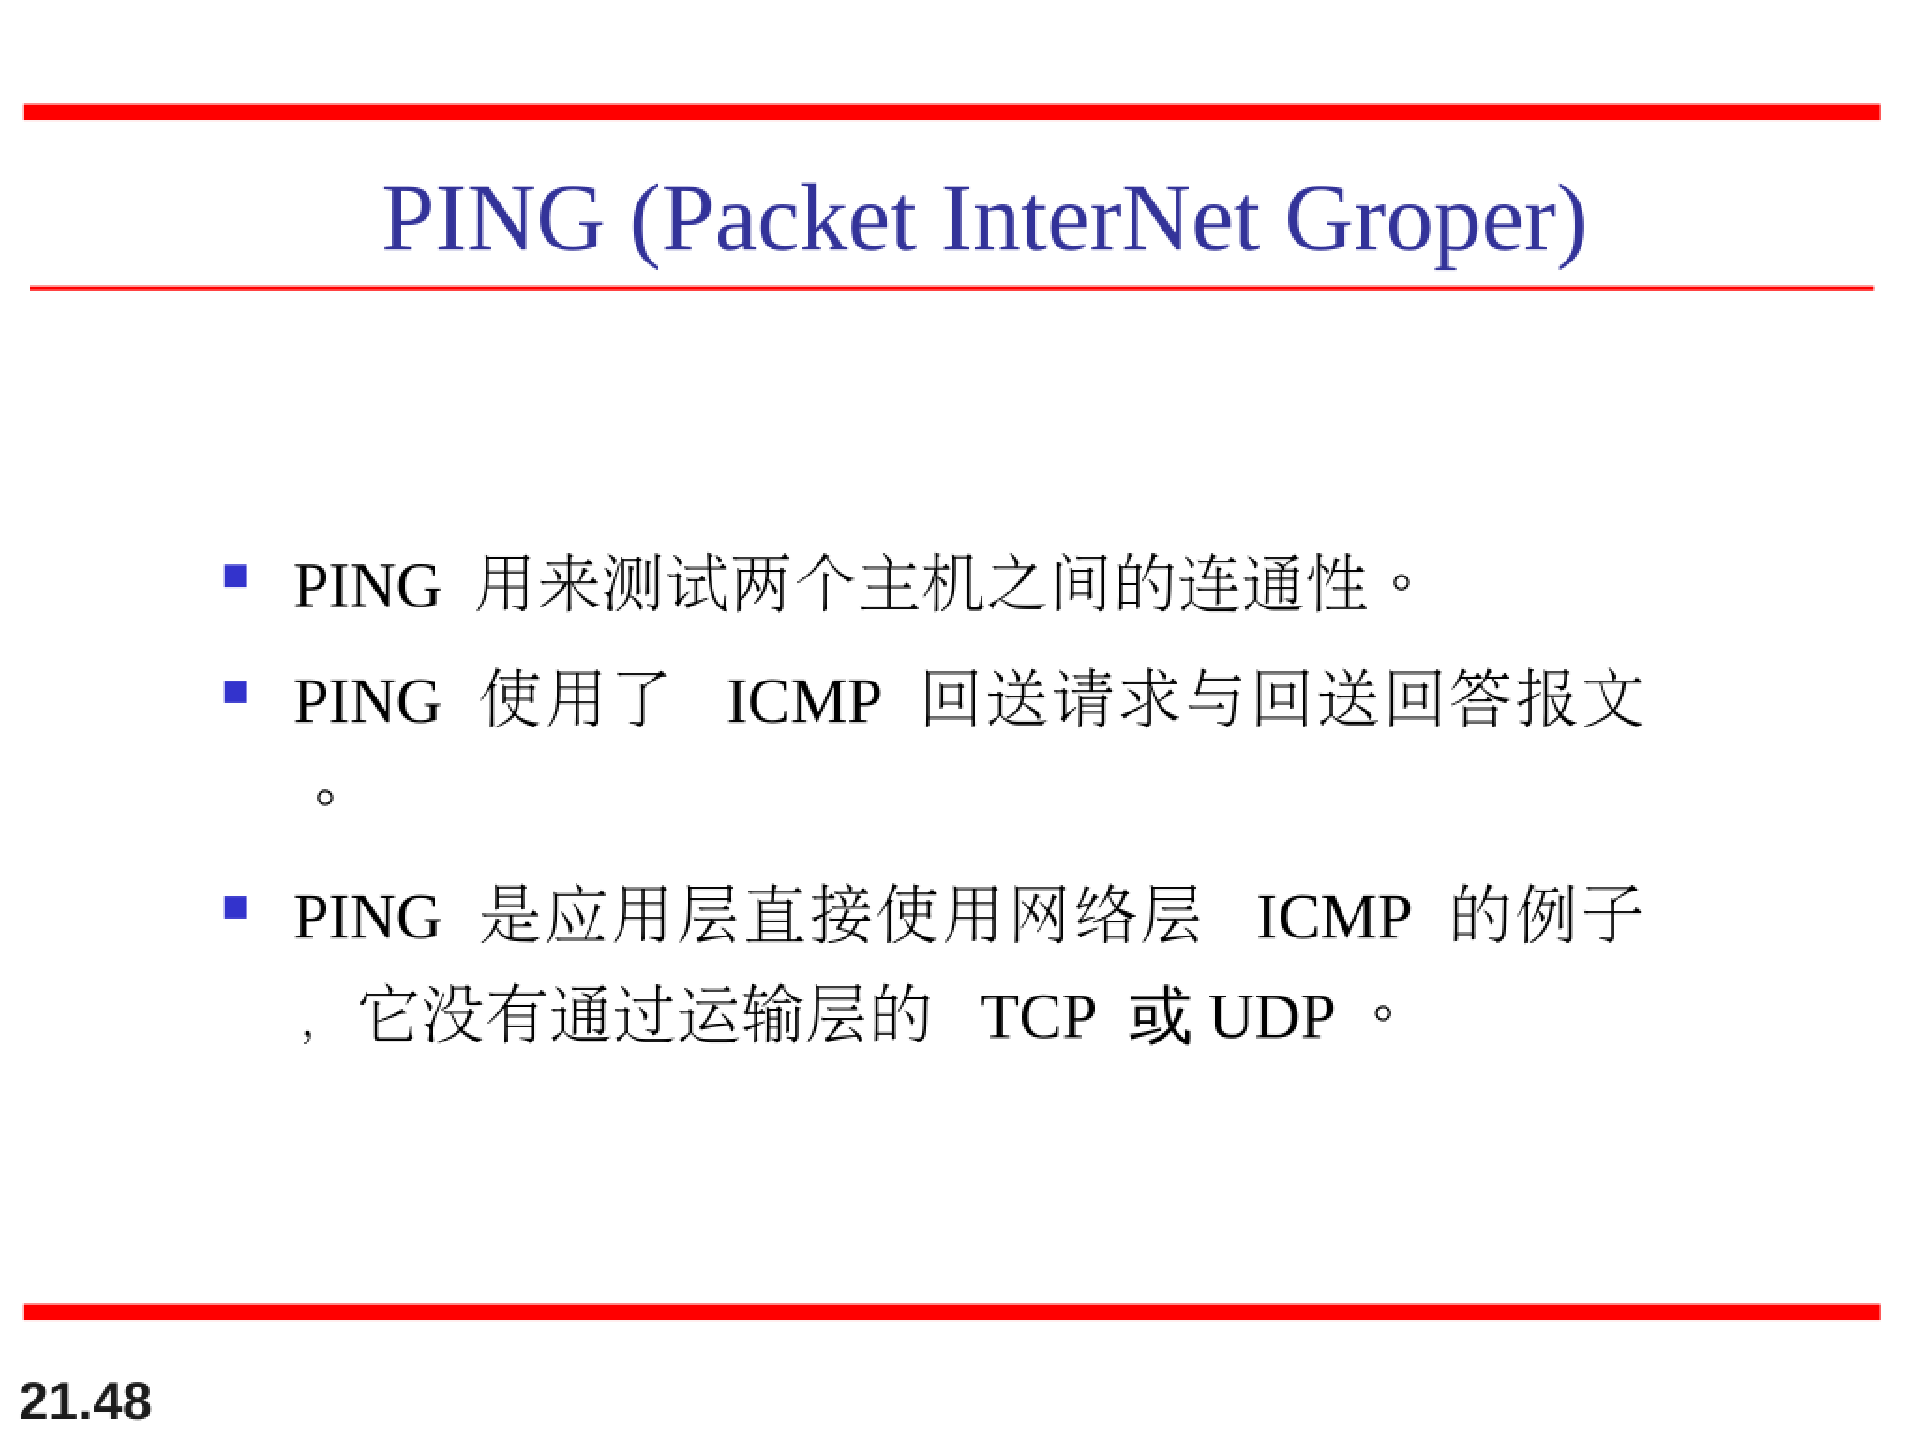 PING (Packet InterNet Groper)
PING 用来测试两个主机之间的连通性。
PING 使用了 ICMP 回送请求与回送回答报文
。
PING 是应用层直接使用网络层 ICMP 的例子
，它没有通过运输层的 TCP 或 UDP 。
21.48